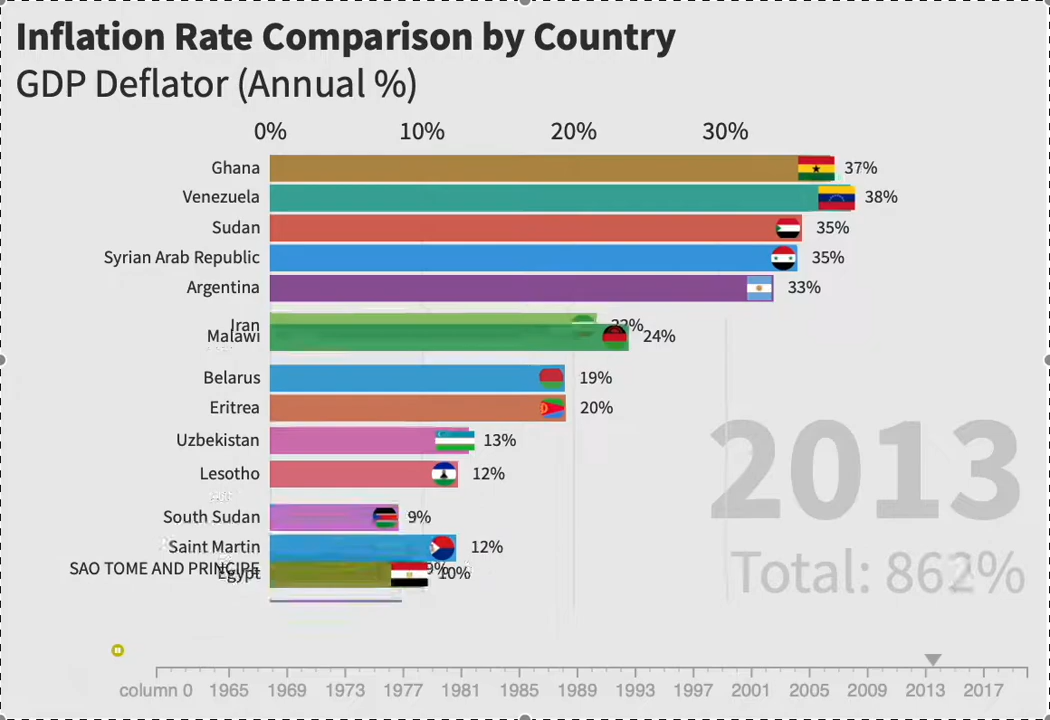 Inflation Rate Comparison by Country
GDP Deflator (Annual %)
0% 10% 20% 30%
Ghana 37%
Venezuela 38%
Sudan 35%
Syrian Arab Republic 35%
Argentina 33%
Iran
Malawi 24%
Belarus 19%
Eritrea 20%
Uzbekistan 13%
Lesotho 12%
South Sudan 9%
Saint Martin 12%
SAO TOME AND PRINCIPE 9%
Egypt 10%
2013
Total: 862%
column 0 1965 1969 1973 1977 1981 1985 1989 1993 1997 2001 2005 2009 2013 2017